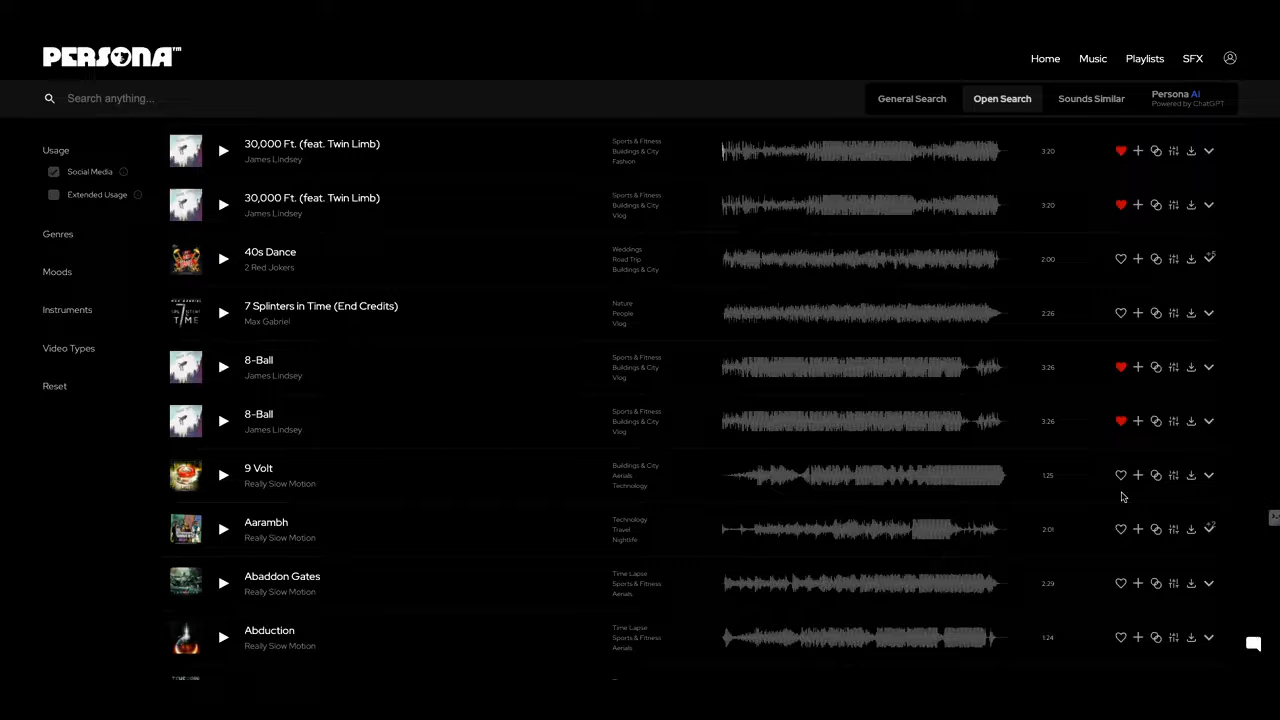 PERSONA™
Home Music Playlists SFX
Search anything...
General Search Open Search Sounds Similar Persona AI
Powered by ChatGPT
Usage
Social Media
Extended Usage
Genres
Moods
Instruments
Video Types
Reset
30,000 Ft. (feat. Twin Limb)
James Lindsey
Sports & Fitness
Buildings & City
Fashion
3:20
30,000 Ft. (feat. Twin Limb)
James Lindsey
Sports & Fitness
Buildings & City
Vlog
3:20
40s Dance
2 Red Jokers
Weddings
Road Trip
Buildings & City
2:00
+5
7 Splinters in Time (End Credits)
Max Gabriel
Nature
People
Vlog
2:26
8-Ball
James Lindsey
Sports & Fitness
Buildings & City
Vlog
3:26
8-Ball
James Lindsey
Sports & Fitness
Buildings & City
Vlog
3:26
9 Volt
Really Slow Motion
Buildings & City
Aerials
Technology
1:25
Aarambh
Really Slow Motion
Technology
Travel
Nightlife
2:01
+2
Abaddon Gates
Really Slow Motion
Time Lapse
Sports & Fitness
Aerials
2:29
Abduction
Really Slow Motion
Time Lapse
Sports & Fitness
Aerials
1:24